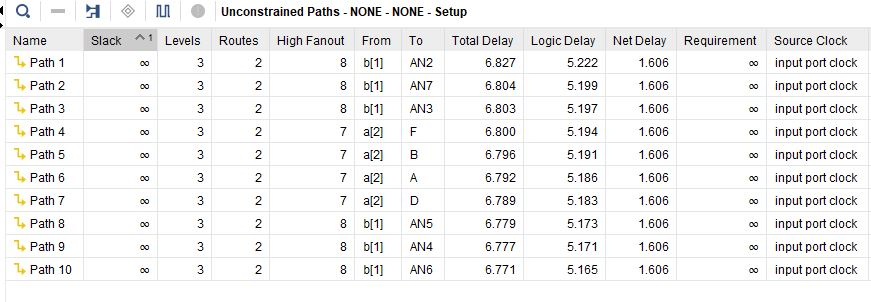 Unconstrained Paths - NONE - NONE - Setup
Name Slack 1 Levels Routes High Fanout From To Total Delay Logic Delay Net Delay Requirement Source Clock
Path 1 ∞ 3 2 8 b[1] AN2 6.827 5.222 1.606 ∞ input port clock
Path 2 ∞ 3 2 8 b[1] AN7 6.804 5.199 1.606 ∞ input port clock
Path 3 ∞ 3 2 8 b[1] AN3 6.803 5.197 1.606 ∞ input port clock
Path 4 ∞ 3 2 7 a[2] F 6.800 5.194 1.606 ∞ input port clock
Path 5 ∞ 3 2 7 a[2] B 6.796 5.191 1.606 ∞ input port clock
Path 6 ∞ 3 2 7 a[2] A 6.792 5.186 1.606 ∞ input port clock
Path 7 ∞ 3 2 7 a[2] D 6.789 5.183 1.606 ∞ input port clock
Path 8 ∞ 3 2 8 b[1] AN5 6.779 5.173 1.606 ∞ input port clock
Path 9 ∞ 3 2 8 b[1] AN4 6.777 5.171 1.606 ∞ input port clock
Path 10 ∞ 3 2 8 b[1] AN6 6.771 5.165 1.606 ∞ input port clock